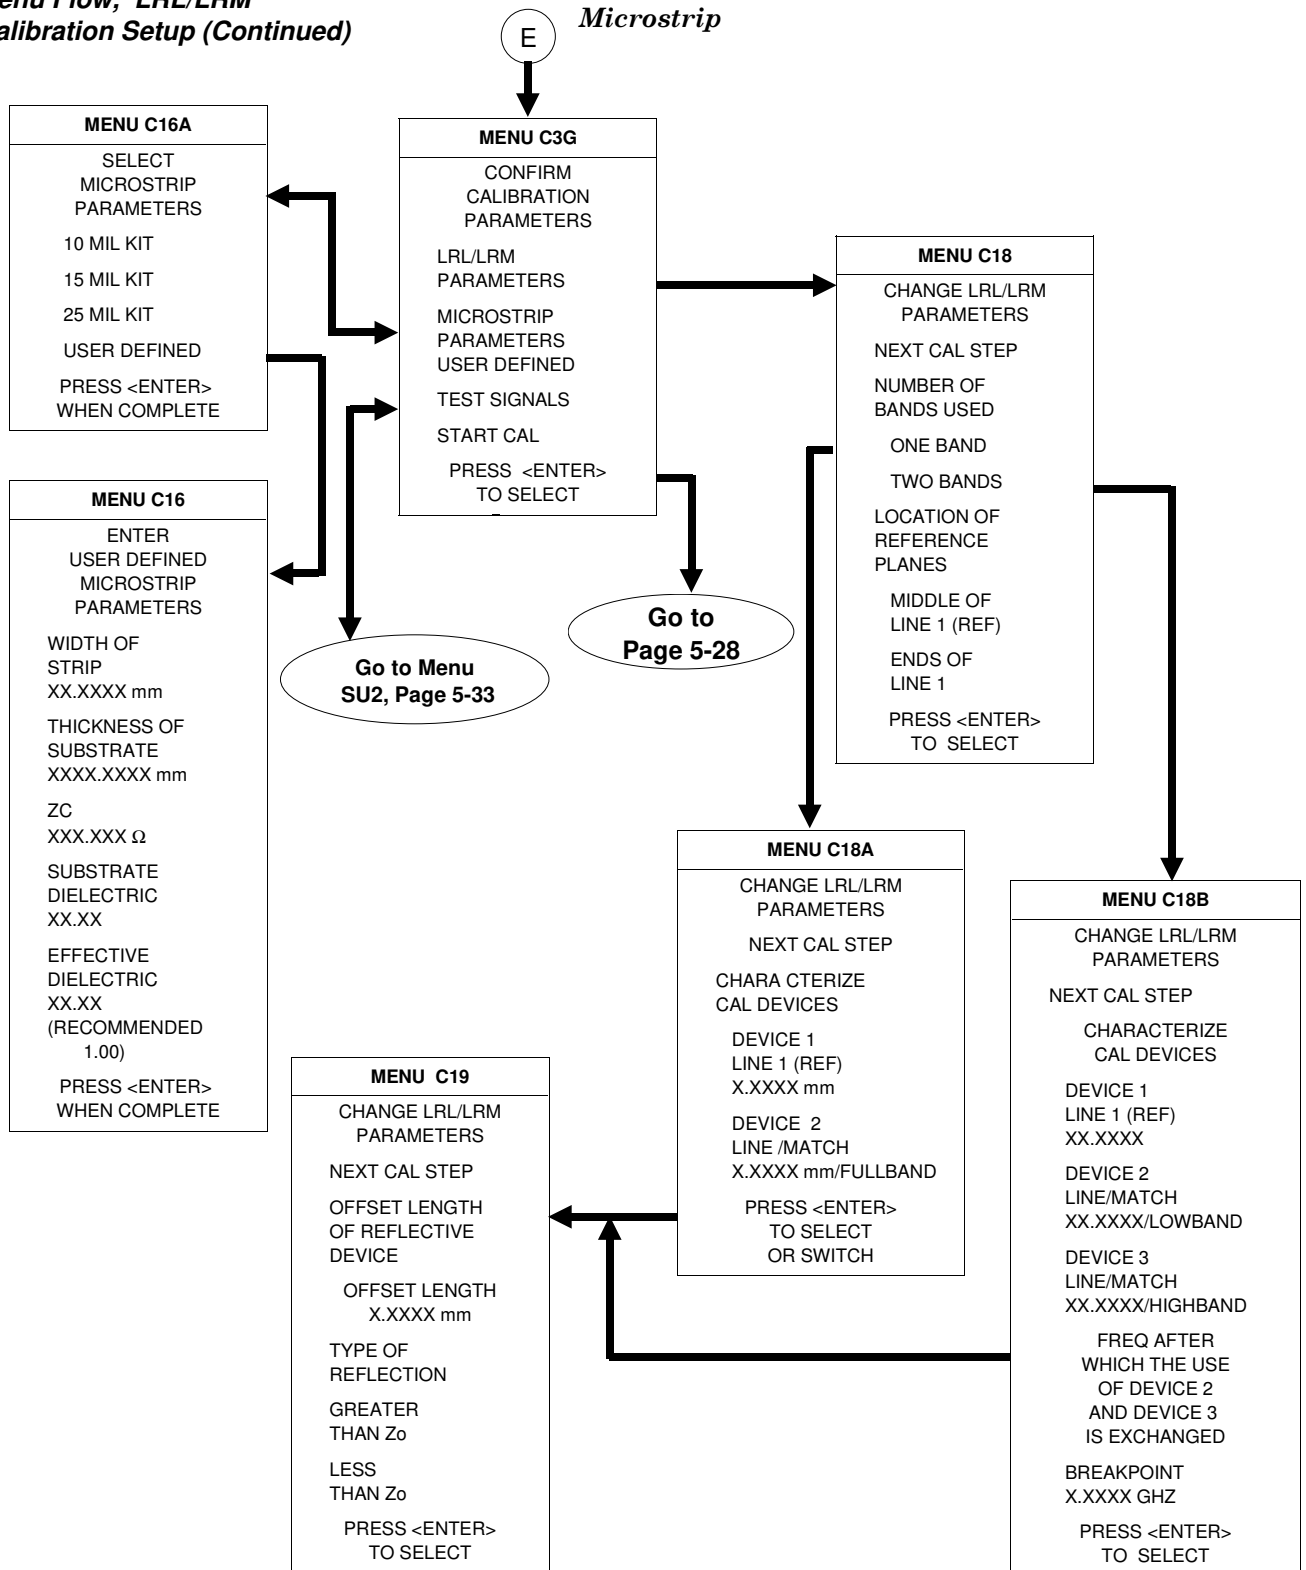 enu Flow, LRL/LRM
alibration Setup (Continued)
Microstrip
E
MENU C16A
SELECT
MICROSTRIP
PARAMETERS
10 MIL KIT
15 MIL KIT
25 MIL KIT
USER DEFINED
PRESS <ENTER>
WHEN COMPLETE
MENU C3G
CONFIRM
CALIBRATION
PARAMETERS
LRL/LRM
PARAMETERS
MICROSTRIP
PARAMETERS
USER DEFINED
TEST SIGNALS
START CAL
PRESS <ENTER>
TO SELECT
MENU C18
CHANGE LRL/LRM
PARAMETERS
NEXT CAL STEP
NUMBER OF
BANDS USED
ONE BAND
TWO BANDS
LOCATION OF
REFERENCE
PLANES
MIDDLE OF
LINE 1 (REF)
ENDS OF
LINE 1
PRESS <ENTER>
TO SELECT
MENU C16
ENTER
USER DEFINED
MICROSTRIP
PARAMETERS
WIDTH OF
STRIP
XX.XXXX mm
THICKNESS OF
SUBSTRATE
XXXX.XXXX mm
ZC
XXX.XXX Ω
SUBSTRATE
DIELECTRIC
XX.XX
EFFECTIVE
DIELECTRIC
XX.XX
(RECOMMENDED
1.00)
PRESS <ENTER>
WHEN COMPLETE
Go to Menu
SU2, Page 5-33
Go to
Page 5-28
MENU C18A
CHANGE LRL/LRM
PARAMETERS
NEXT CAL STEP
CHARA CTERIZE
CAL DEVICES
DEVICE 1
LINE 1 (REF)
X.XXXX mm
DEVICE 2
LINE /MATCH
X.XXXX mm/FULLBAND
PRESS <ENTER>
TO SELECT
OR SWITCH
MENU C18B
CHANGE LRL/LRM
PARAMETERS
NEXT CAL STEP
CHARACTERIZE
CAL DEVICES
DEVICE 1
LINE 1 (REF)
XX.XXXX
DEVICE 2
LINE/MATCH
XX.XXXX/LOWBAND
DEVICE 3
LINE/MATCH
XX.XXXX/HIGHBAND
FREQ AFTER
WHICH THE USE
OF DEVICE 2
AND DEVICE 3
IS EXCHANGED
BREAKPOINT
X.XXXX GHZ
PRESS <ENTER>
TO SELECT
MENU C19
CHANGE LRL/LRM
PARAMETERS
NEXT CAL STEP
OFFSET LENGTH
OF REFLECTIVE
DEVICE
OFFSET LENGTH
X.XXXX mm
TYPE OF
REFLECTION
GREATER
THAN Zo
LESS
THAN Zo
PRESS <ENTER>
TO SELECT